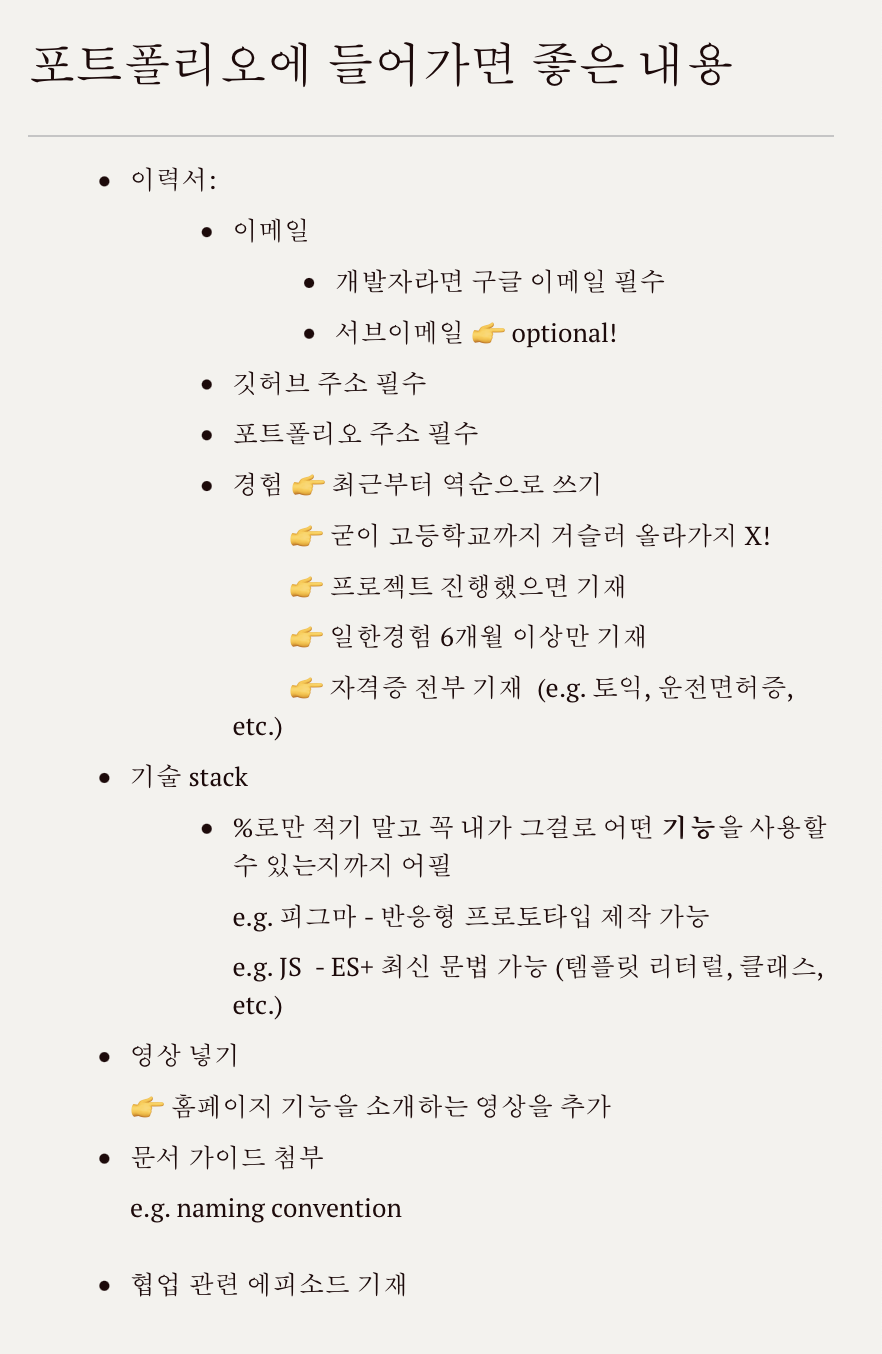 포트폴리오에 들어가면 좋은 내용
• 이력서:
• 이메일
• 개발자라면 구글 이메일 필수
• 서브이메일 👉 optional!
• 깃허브 주소 필수
• 포트폴리오 주소 필수
• 경험 👉 최근부터 역순으로 쓰기
👉 굳이 고등학교까지 거슬러 올라가지 X!
👉 프로젝트 진행했으면 기재
👉 일한경험 6개월 이상만 기재
👉 자격증 전부 기재 (e.g. 토익, 운전면허증,
etc.)
• 기술 stack
• %로만 적기 말고 꼭 내가 그걸로 어떤 기능을 사용할
수 있는지까지 어필
e.g. 피그마 - 반응형 프로토타입 제작 가능
e.g. JS - ES+ 최신 문법 가능 (템플릿 리터럴, 클래스,
etc.)
• 영상 넣기
👉 홈페이지 기능을 소개하는 영상을 추가
• 문서 가이드 첨부
e.g. naming convention
• 협업 관련 에피소드 기재